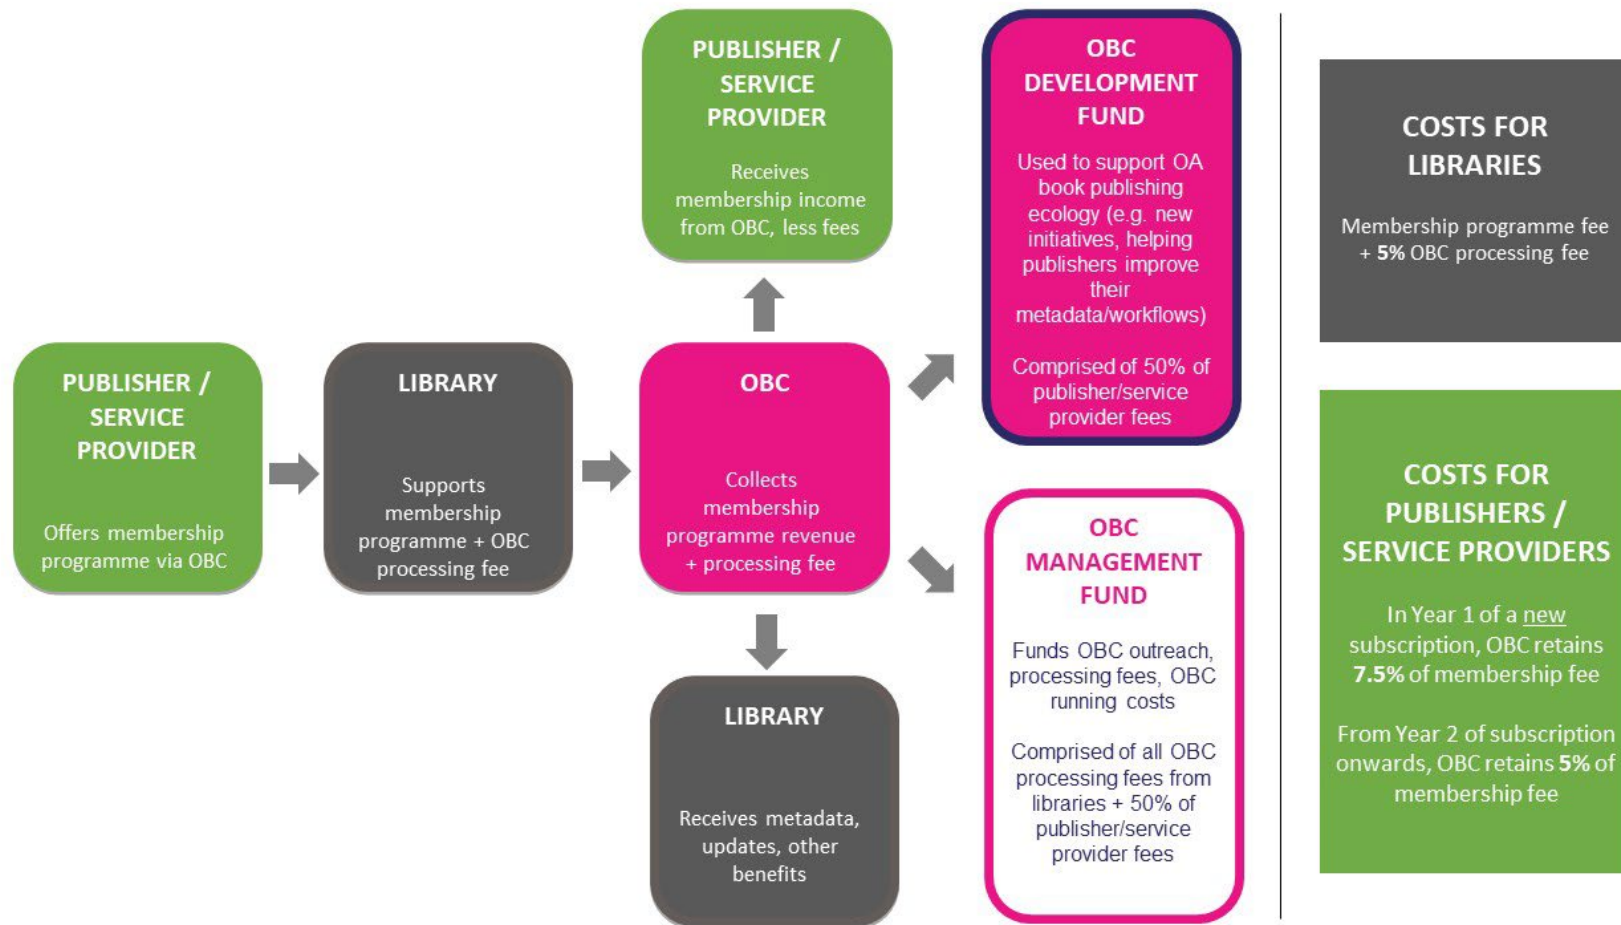 PUBLISHER /
SERVICE
PROVIDER
Offers membership
programme via OBC
LIBRARY
Supports
membership
programme + OBC
processing fee
PUBLISHER /
SERVICE
PROVIDER
Receives
membership income
from OBC, less fees
OBC
Collects
membership
programme revenue
+ processing fee
LIBRARY
Receives metadata,
updates, other
benefits
OBC
DEVELOPMENT
FUND
Used to support OA
book publishing
ecology (e.g. new
initiatives, helping
publishers improve
their
metadata/workflows)
Comprised of 50% of
publisher/service
provider fees
OBC
MANAGEMENT
FUND
Funds OBC outreach,
processing fees, OBC
running costs
Comprised of all OBC
processing fees from
libraries + 50% of
publisher/service
provider fees
COSTS FOR
LIBRARIES
Membership programme fee
+ 5% OBC processing fee
COSTS FOR
PUBLISHERS /
SERVICE PROVIDERS
In Year 1 of a new
subscription, OBC retains
7.5% of membership fee
From Year 2 of subscription
onwards, OBC retains 5% of
membership fee